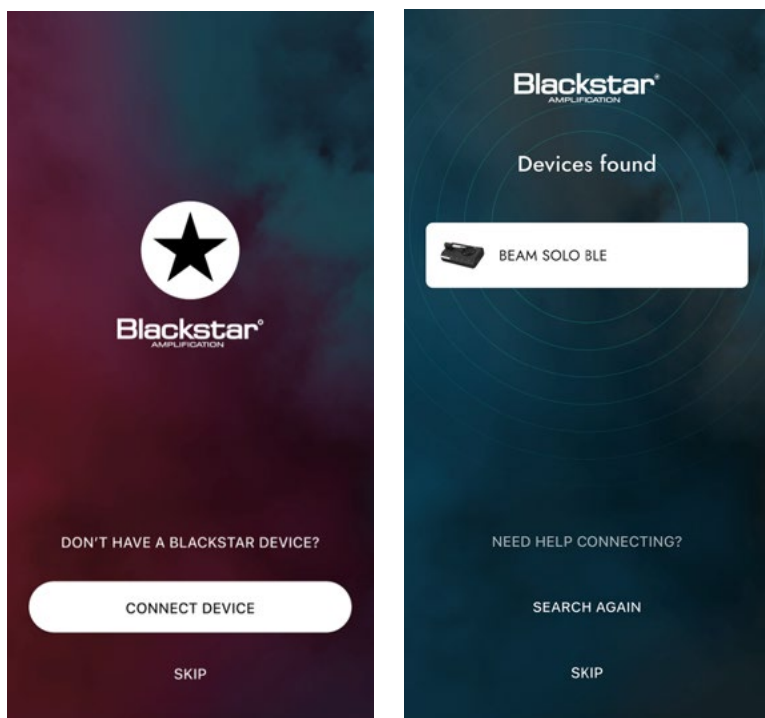 Blackstar®
AMPLIFICATION
DON'T HAVE A BLACKSTAR DEVICE?
CONNECT DEVICE
SKIP
Blackstar®
AMPLIFICATION
Devices found
BEAM SOLO BLE
NEED HELP CONNECTING?
SEARCH AGAIN
SKIP